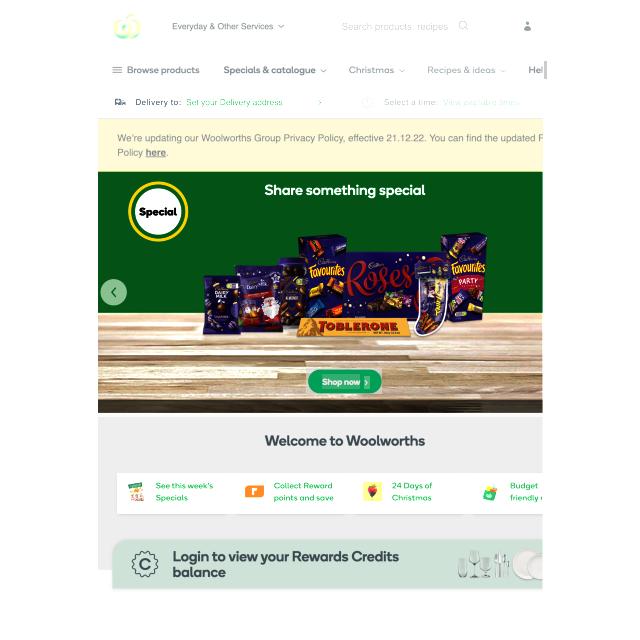 Everyday & Other Services
Search products, recipes
Browse products
Specials & catalogue
Christmas
Recipes & ideas
Hel
Delivery to: Set your Delivery address
Select a time: View available times
We're updating our Woolworths Group Privacy Policy, effective 21.12.22. You can find the updated P
Policy here.
Share something special
Special
Cadbury
Favourites
Roses
Favourites
PARTY
DAIRY
MILK
TOBLERONE
Shop now
Welcome to Woolworths
See this week's
Specials
Collect Reward
points and save
24 Days of
Christmas
Budget
friendly
Login to view your Rewards Credits
balance